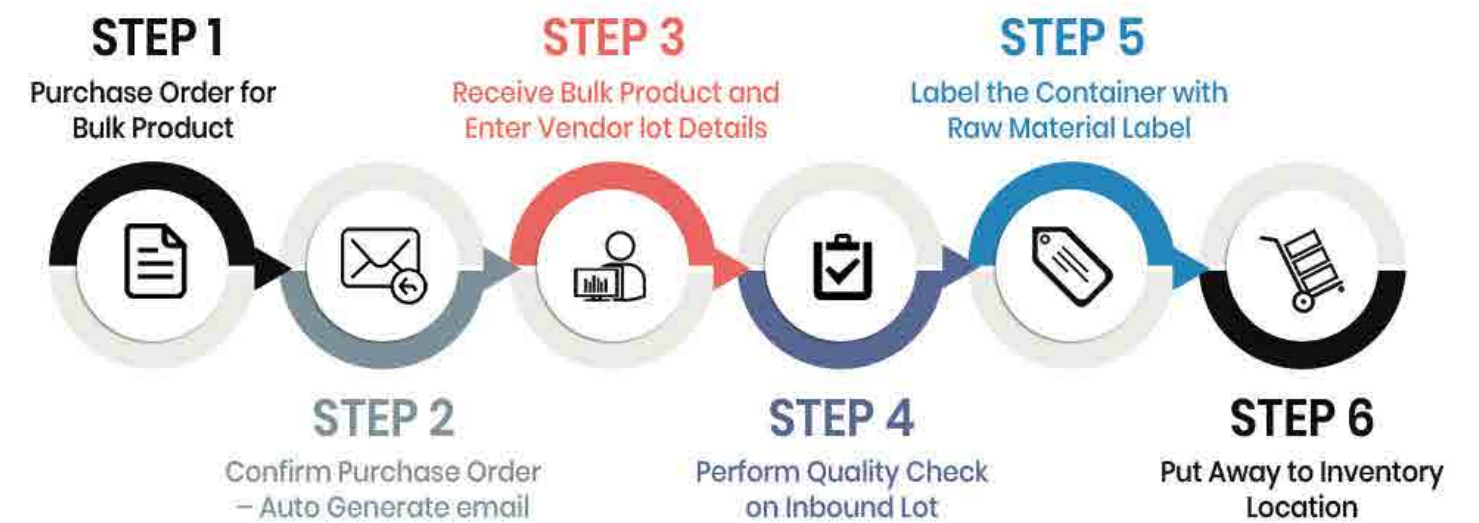 STEP 1
Purchase Order for
Bulk Product
STEP 2
Confirm Purchase Order
– Auto Generate email
STEP 3
Receive Bulk Product and
Enter Vendor lot Details
STEP 4
Perform Quality Check
on Inbound Lot
STEP 5
Label the Container with
Raw Material Label
STEP 6
Put Away to Inventory
Location